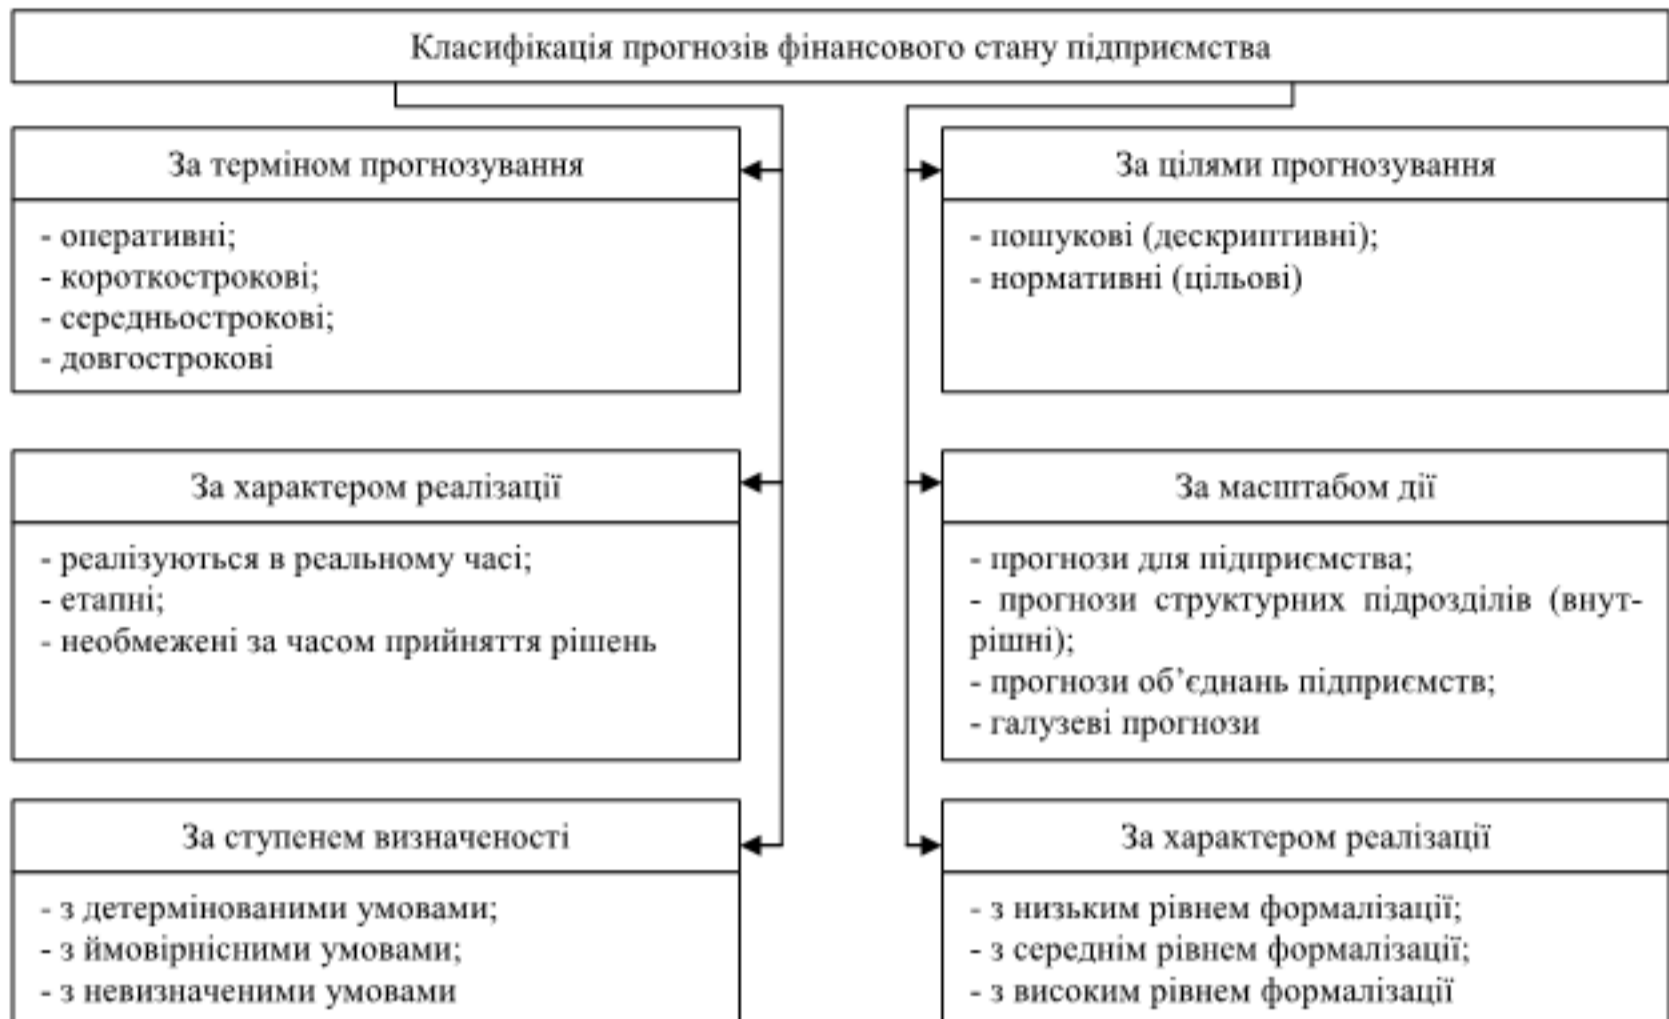 Класифікація прогнозів фінансового стану підприємства
За терміном прогнозування
- оперативні;
- короткострокові;
- середньострокові;
- довгострокові
За цілями прогнозування
- пошукові (дескриптивні);
- нормативні (цільові)
За характером реалізації
- реалізуються в реальному часі;
- етапні;
- необмежені за часом прийняття рішень
За масштабом дії
- прогнози для підприємства;
- прогнози структурних підрозділів (внут-
рішні);
- прогнози об’єднань підприємств;
- галузеві прогнози
За ступенем визначеності
- з детермінованими умовами;
- з ймовірнісними умовами;
- з невизначеними умовами
За характером реалізації
- з низьким рівнем формалізації;
- з середнім рівнем формалізації;
- з високим рівнем формалізації